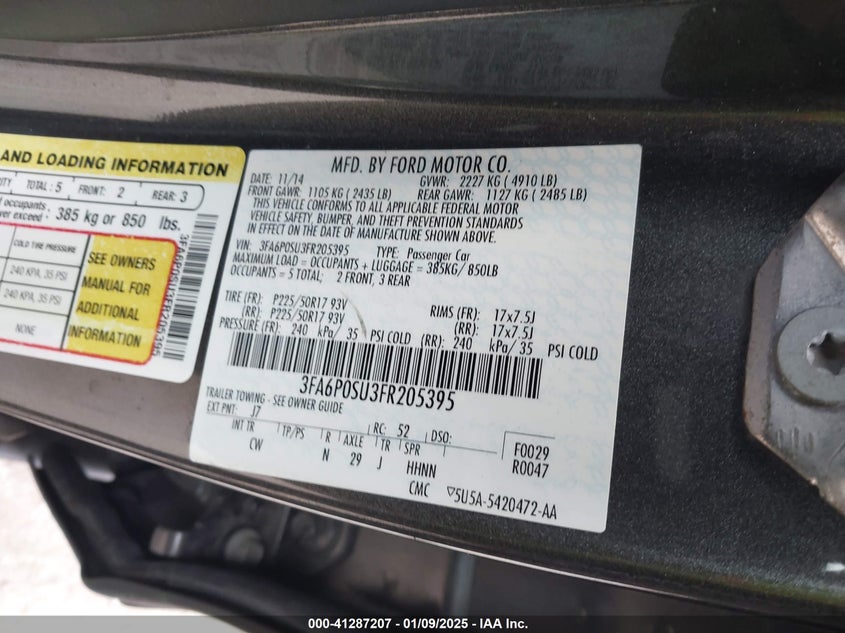 AND LOADING INFORMATION
TOTAL : 5 FRONT: 2 REAR: 3
occupants
exceed : 385 kg or 850 lbs.
COLD TIRE PRESSURE
240 KPA, 35 PSI
240 KPA, 35 PSI
NONE
SEE OWNERS
MANUAL FOR
ADDITIONAL
INFORMATION
3FA6P0SU3FR205395
MFD. BY FORD MOTOR CO.
DATE: 11/14 GVWR: 2227 KG ( 4910 LB)
FRONT GAWR: 1105 KG ( 2435 LB) REAR GAWR: 1127 KG ( 2485 LB)
THIS VEHICLE CONFORMS TO ALL APPLICABLE FEDERAL MOTOR
VEHICLE SAFETY, BUMPER, AND THEFT PREVENTION STANDARDS
IN EFFECT ON THE DATE OF MANUFACTURE SHOWN ABOVE.
VIN: 3FA6P0SU3FR205395 TYPE: Passenger Car
MAXIMUM LOAD = OCCUPANTS + LUGGAGE = 385KG/850LB
OCCUPANTS = 5 TOTAL; 2 FRONT, 3 REAR
TIRE (FR): P225/50R17 93V RIMS (FR): 17x7.5J
(RR): P225/50R17 93V (RR): 17x7.5J
PRESSURE (FR): 240 kPa/ 35 PSI COLD (RR): 240 kPa/35 PSI COLD
3FA6P0SU3FR205395
TRAILER TOWING - SEE OWNER GUIDE
EXT PNT: J7 RC: 52 DSO: F0029
R0047
INT TR TP/PS R AXLE TR SPR
CW N 29 J HHNN
CMC ▽5U5A-5420472-AA
000-41287207 — 01/09/2025 — IAA Inc.